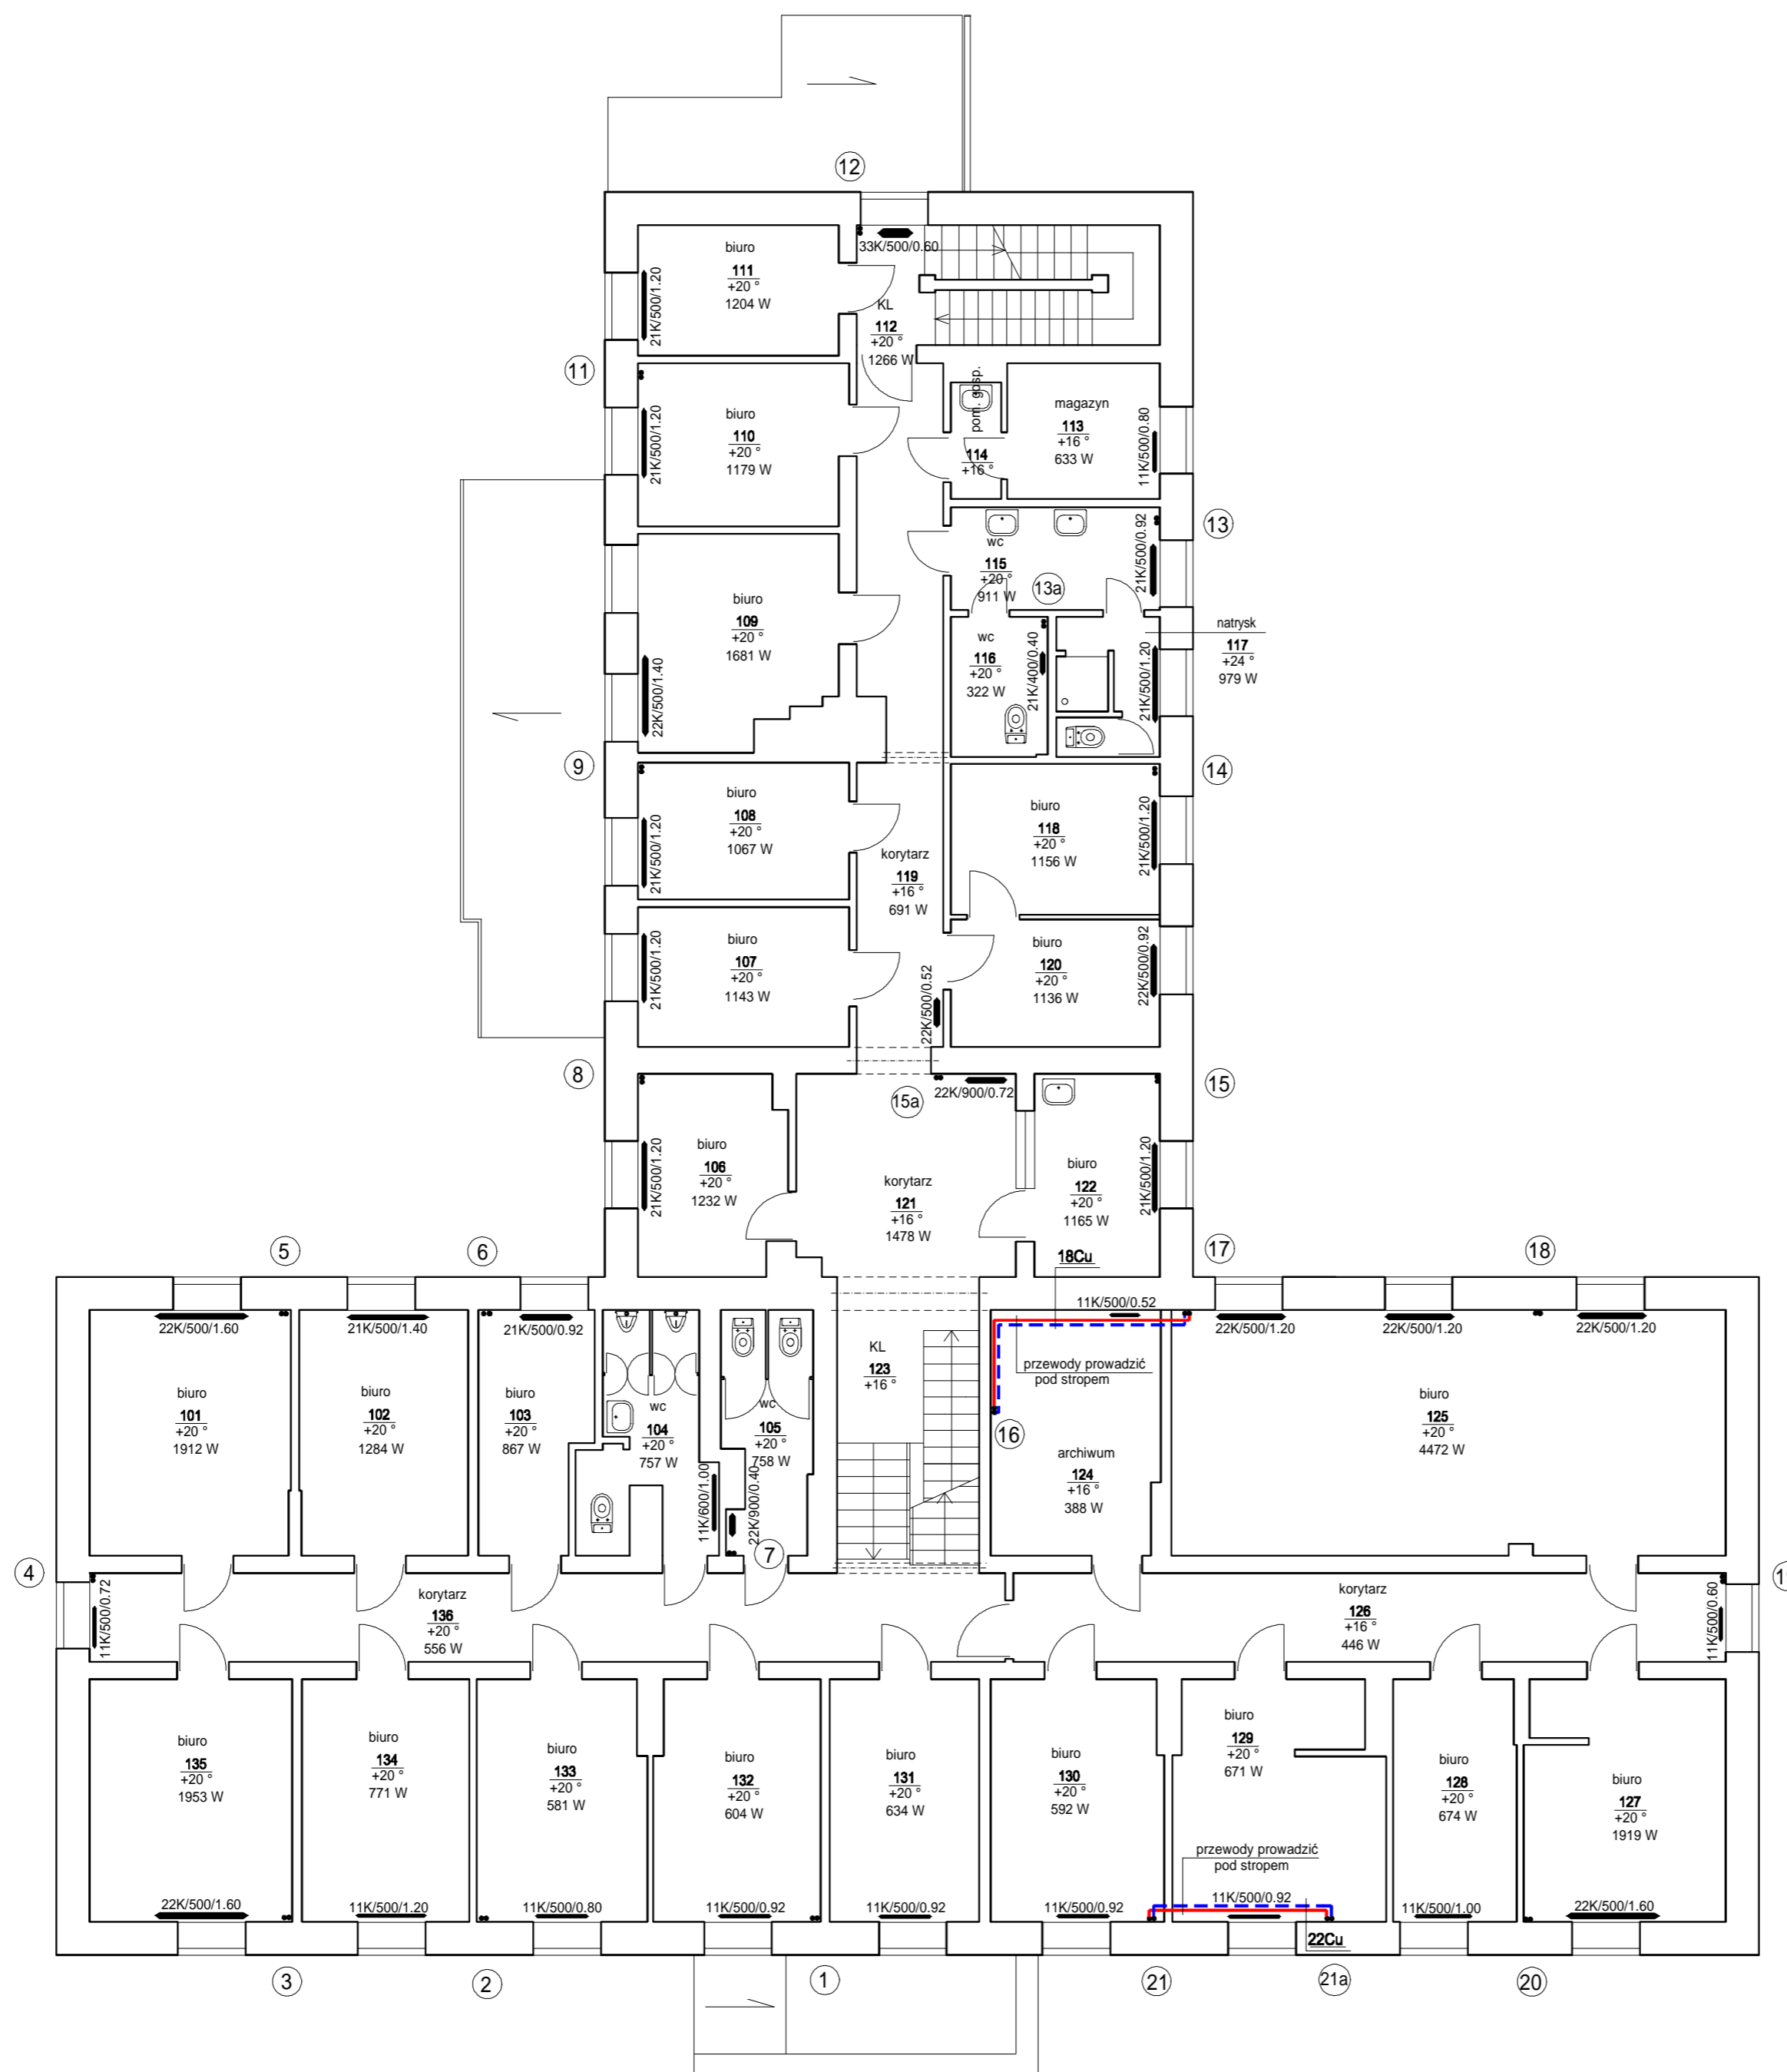 12
33K/500/0.60
biuro
111
+20 °
1204 W
21K/500/1.20
KL
112
+20 °
1266 W
11
biuro
110
+20 °
1179 W
21K/500/1.20
pom. gosp.
114
+16 °
magazyn
113
+16 °
633 W
11K/500/0.80
13
wc
115
+20 °
911 W
13a
21K/500/0.92
biuro
109
+20 °
1681 W
22K/500/1.40
wc
116
+20 °
322 W
21K/400/0.40
natrysk
117
+24 °
979 W
21K/500/1.20
9
14
biuro
108
+20 °
1067 W
21K/500/1.20
biuro
118
+20 °
1156 W
21K/500/1.20
korytarz
119
+16 °
691 W
biuro
107
+20 °
1143 W
21K/500/1.20
22K/500/0.52
biuro
120
+20 °
1136 W
22K/500/0.92
8
15a
22K/900/0.72
15
biuro
106
+20 °
1232 W
21K/500/1.20
korytarz
121
+16 °
1478 W
biuro
122
+20 °
1165 W
21K/500/1.20
5
6
18Cu
17
18
22K/500/1.60
21K/500/1.40
21K/500/0.92
11K/500/0.52
22K/500/1.20
22K/500/1.20
22K/500/1.20
biuro
101
+20 °
1912 W
biuro
102
+20 °
1284 W
biuro
103
+20 °
867 W
wc
104
+20 °
757 W
11K/600/1.00
wc
105
+20 °
758 W
22K/900/0.40
7
KL
123
+16 °
przewody prowadzić
pod stropem
16
archiwum
124
+16 °
388 W
biuro
125
+20 °
4472 W
4
11K/500/0.72
korytarz
136
+20 °
556 W
korytarz
126
+16 °
446 W
11K/500/0.60
biuro
135
+20 °
1953 W
biuro
134
+20 °
771 W
biuro
133
+20 °
581 W
biuro
132
+20 °
604 W
biuro
131
+20 °
634 W
biuro
130
+20 °
592 W
biuro
129
+20 °
671 W
biuro
128
+20 °
674 W
biuro
127
+20 °
1919 W
przewody prowadzić
pod stropem
22K/500/1.60
11K/500/1.20
11K/500/0.80
11K/500/0.92
11K/500/0.92
11K/500/0.92
11K/500/0.92
11K/500/1.00
22K/500/1.60
22Cu
3
2
1
21
21a
20